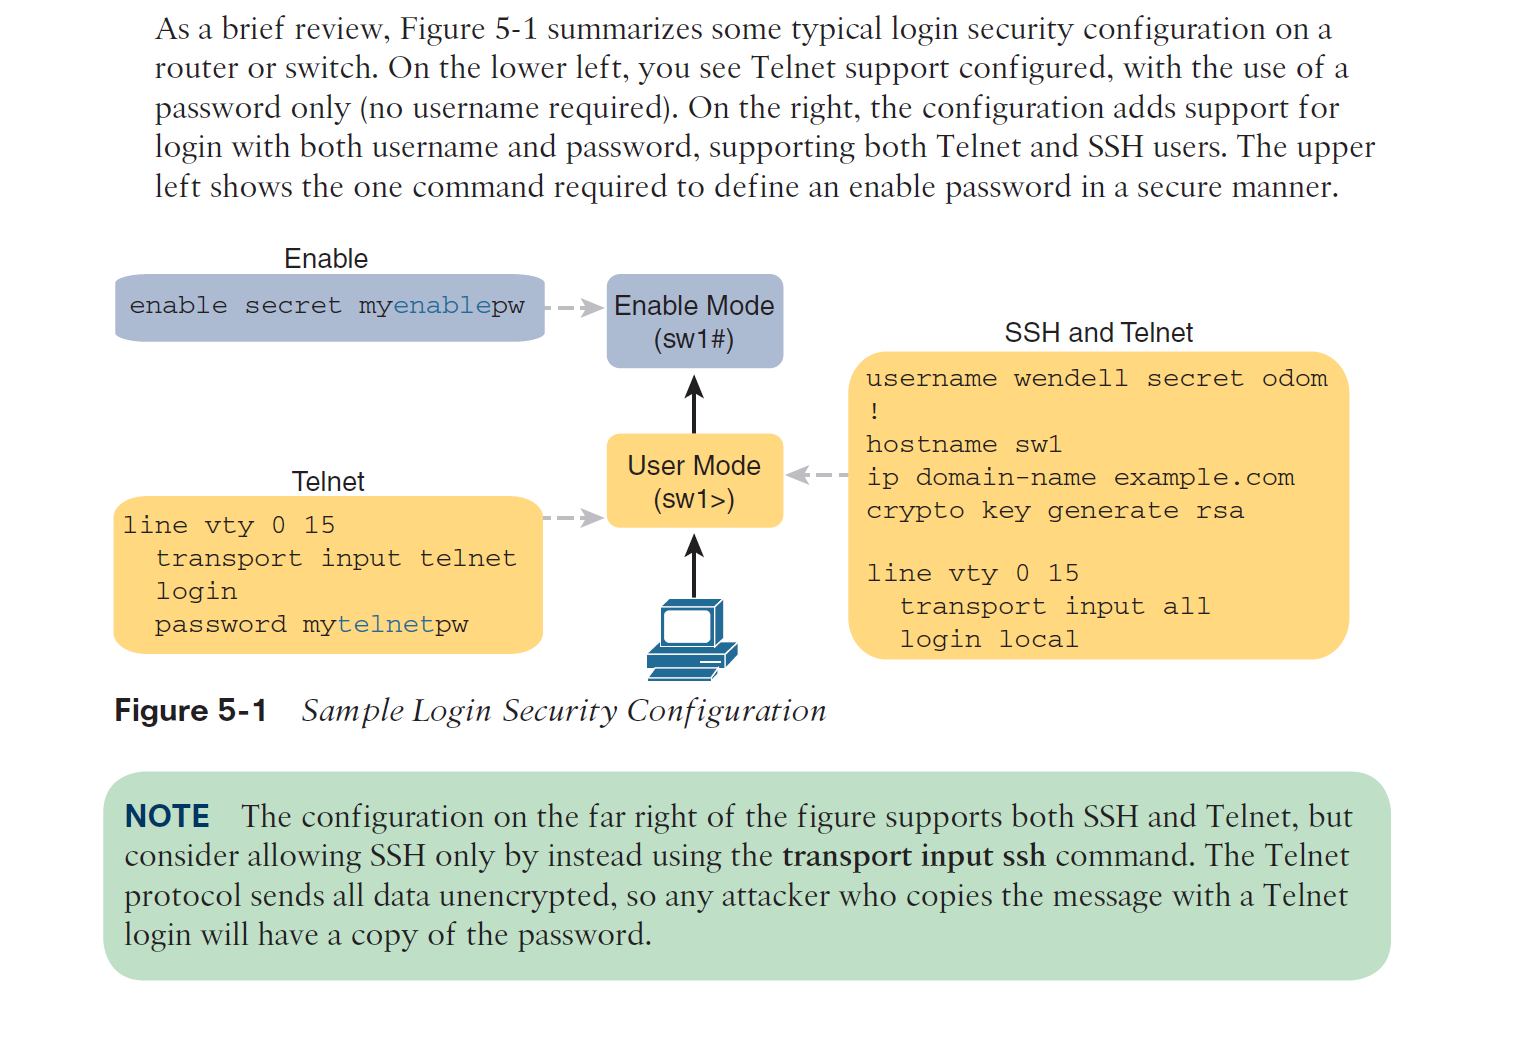 As a brief review, Figure 5-1 summarizes some typical login security configuration on a
router or switch. On the lower left, you see Telnet support configured, with the use of a
password only (no username required). On the right, the configuration adds support for
login with both username and password, supporting both Telnet and SSH users. The upper
left shows the one command required to define an enable password in a secure manner.
Enable
enable secret myenablepw
Enable Mode
(sw1#)
Telnet
line vty 0 15
transport input telnet
login
password mytelnetpw
User Mode
(sw1>)
SSH and Telnet
username wendell secret odom
!
hostname sw1
ip domain-name example.com
crypto key generate rsa
line vty 0 15
transport input all
login local
Figure 5-1 Sample Login Security Configuration
NOTE The configuration on the far right of the figure supports both SSH and Telnet, but
consider allowing SSH only by instead using the transport input ssh command. The Telnet
protocol sends all data unencrypted, so any attacker who copies the message with a Telnet
login will have a copy of the password.